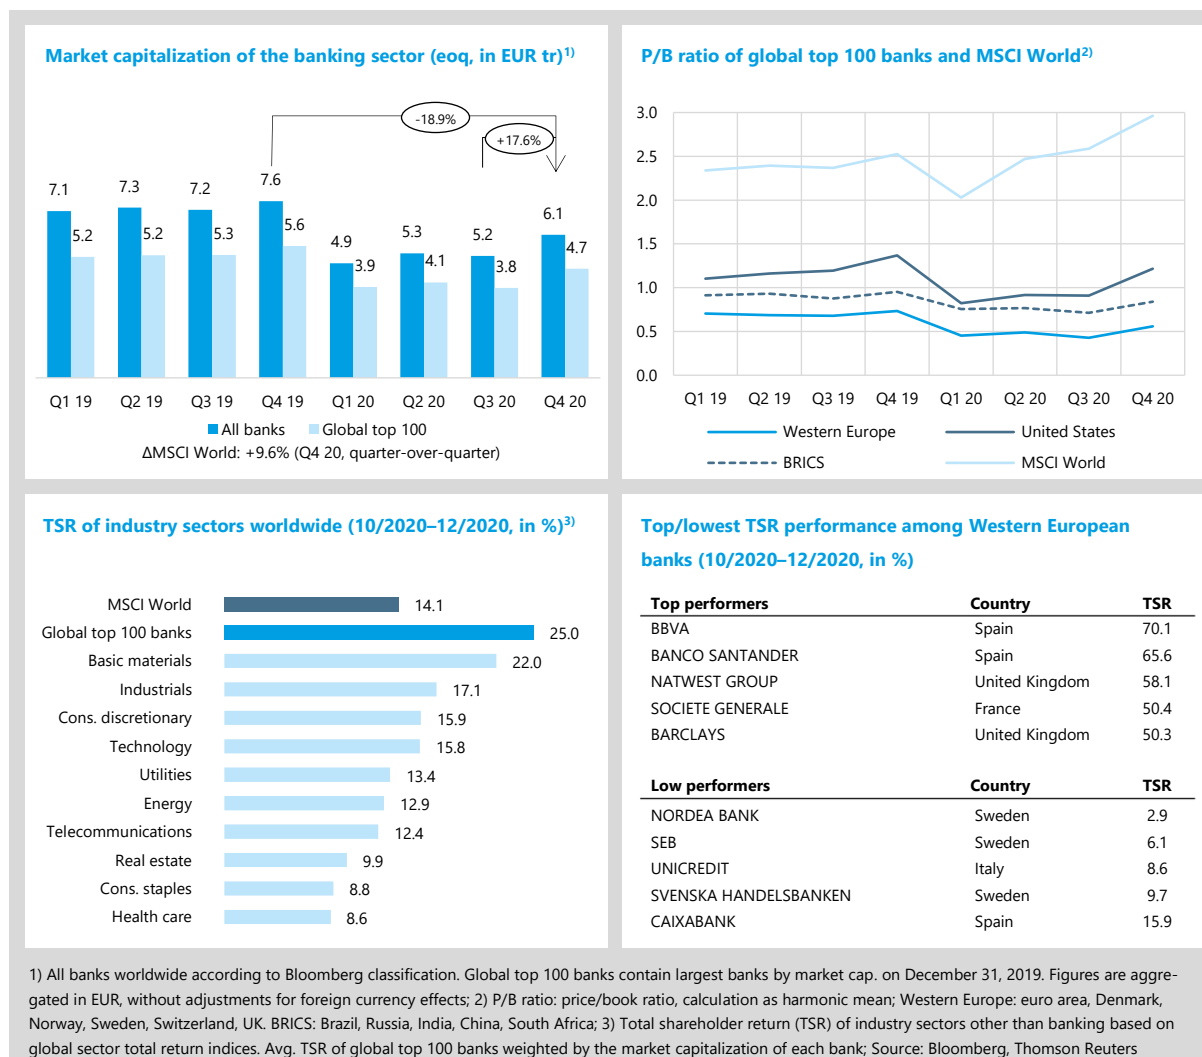 Market capitalization of the banking sector (eoq, in EUR tr)1)
-18.9%
+17.6%
7.1 5.2 7.3 5.2 7.2 5.3 7.6 5.6 4.9 3.9 5.3 4.1 5.2 3.8 6.1 4.7
Q1 19 Q2 19 Q3 19 Q4 19 Q1 20 Q2 20 Q3 20 Q4 20
All banks Global top 100
ΔMSCI World: +9.6% (Q4 20, quarter-over-quarter)
P/B ratio of global top 100 banks and MSCI World2)
3.0
2.5
2.0
1.5
1.0
0.5
0.0
Q1 19 Q2 19 Q3 19 Q4 19 Q1 20 Q2 20 Q3 20 Q4 20
Western Europe United States
BRICS MSCI World
TSR of industry sectors worldwide (10/2020–12/2020, in %)3)
MSCI World 14.1
Global top 100 banks 25.0
Basic materials 22.0
Industrials 17.1
Cons. discretionary 15.9
Technology 15.8
Utilities 13.4
Energy 12.9
Telecommunications 12.4
Real estate 9.9
Cons. staples 8.8
Health care 8.6
Top/lowest TSR performance among Western European
banks (10/2020–12/2020, in %)
Top performers Country TSR
BBVA Spain 70.1
BANCO SANTANDER Spain 65.6
NATWEST GROUP United Kingdom 58.1
SOCIETE GENERALE France 50.4
BARCLAYS United Kingdom 50.3
Low performers Country TSR
NORDEA BANK Sweden 2.9
SEB Sweden 6.1
UNICREDIT Italy 8.6
SVENSKA HANDELSBANKEN Sweden 9.7
CAIXABANK Spain 15.9
1) All banks worldwide according to Bloomberg classification. Global top 100 banks contain largest banks by market cap. on December 31, 2019. Figures are aggre-
gated in EUR, without adjustments for foreign currency effects; 2) P/B ratio: price/book ratio, calculation as harmonic mean; Western Europe: euro area, Denmark,
Norway, Sweden, Switzerland, UK. BRICS: Brazil, Russia, India, China, South Africa; 3) Total shareholder return (TSR) of industry sectors other than banking based on
global sector total return indices. Avg. TSR of global top 100 banks weighted by the market capitalization of each bank; Source: Bloomberg, Thomson Reuters